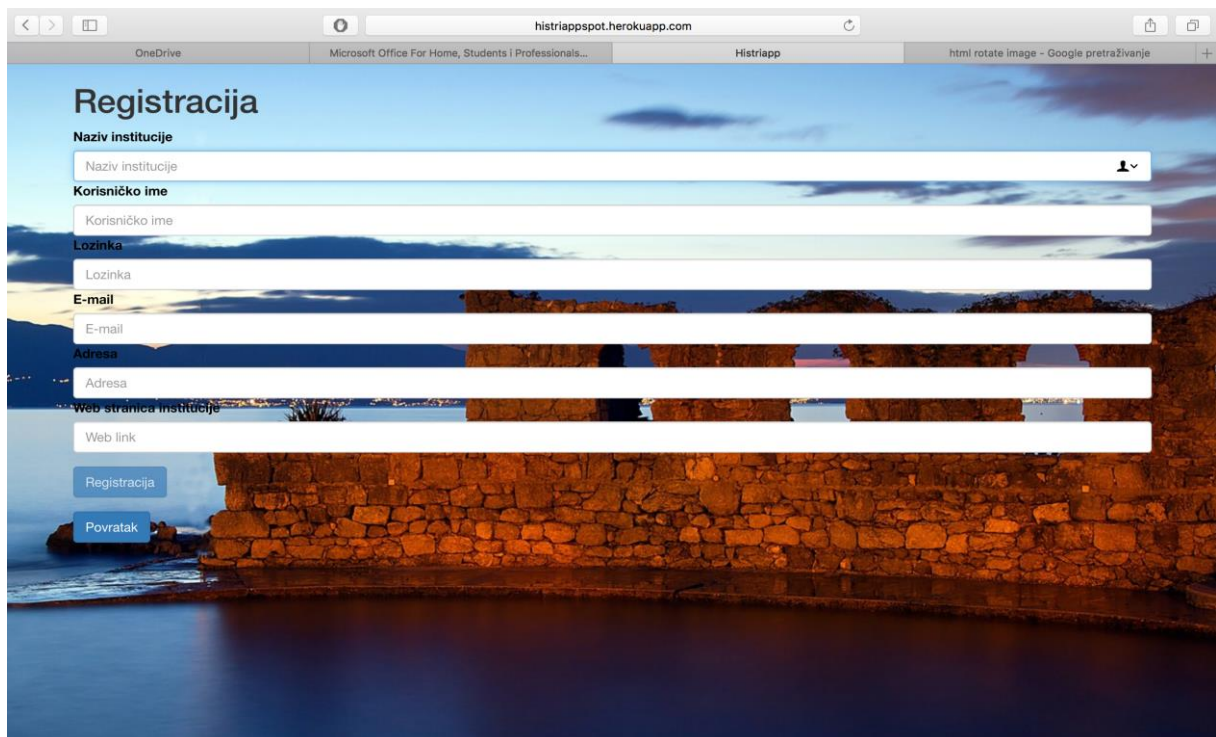 histriappspot.herokuapp.com
OneDrive
Microsoft Office For Home, Students i Professionals...
Histriapp
html rotate image - Google pretraživanje
Registracija
Naziv institucije
Naziv institucije
Korisničko ime
Korisničko ime
Lozinka
Lozinka
E-mail
E-mail
Adresa
Adresa
Web stranica institucije
Web link
Registracija
Povratak